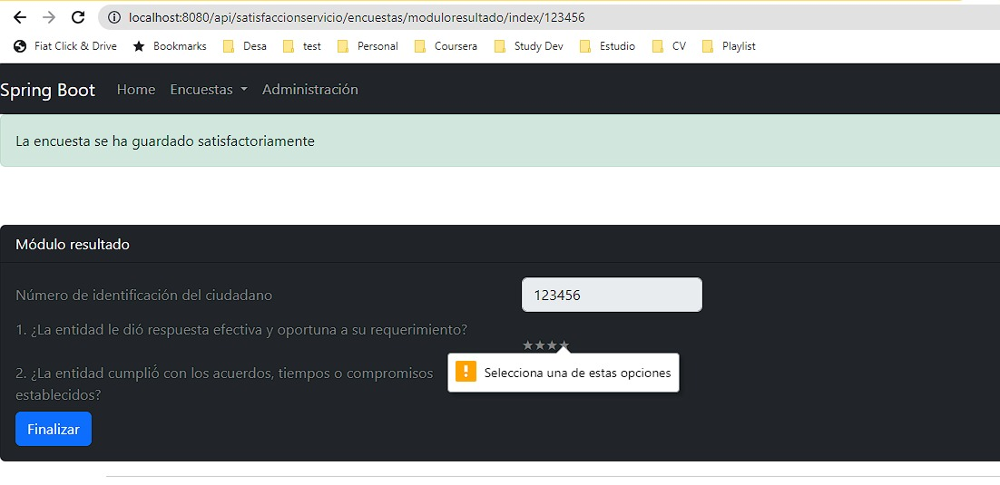 localhost:8080/api/satisfaccionservicio/encuestas/moduloresultado/index/123456
Fiat Click & Drive Bookmarks Desa test Personal Coursera Study Dev Estudio CV Playlist
Spring Boot Home Encuestas Administración
La encuesta se ha guardado satisfactoriamente
Módulo resultado
Número de identificación del ciudadano 123456
1. ¿La entidad le dió respuesta efectiva y oportuna a su requerimiento?
★★★★
Selecciona una de estas opciones
2. ¿La entidad cumplió́ con los acuerdos, tiempos o compromisos
establecidos?
Finalizar